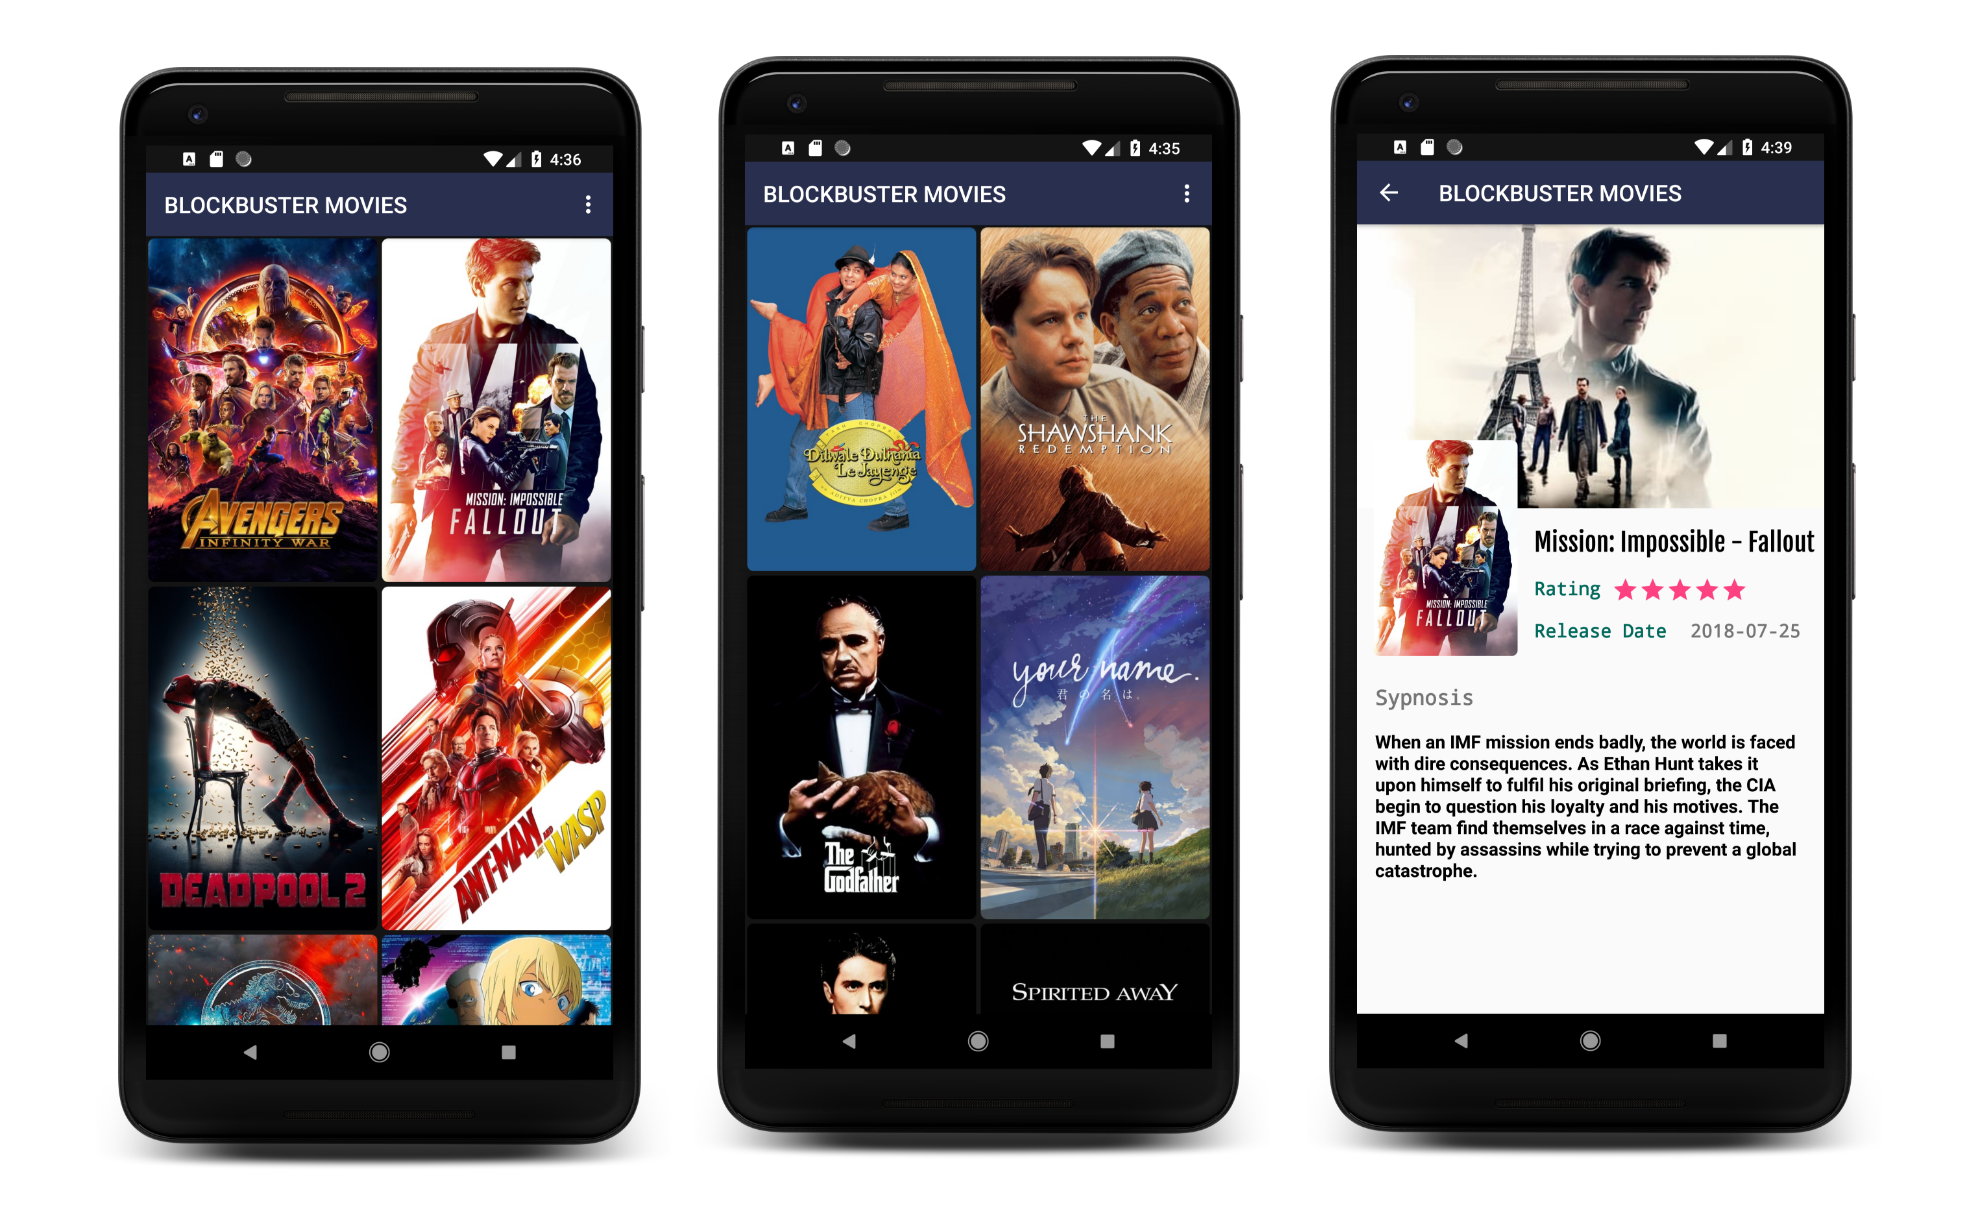 4:36
BLOCKBUSTER MOVIES
AVENGERS
INFINITY WAR
MISSION: IMPOSSIBLE
FALLOUT
DEADPOOL 2
ANT-MAN AND THE WASP
4:35
BLOCKBUSTER MOVIES
Dilwale Dulhania
Le Jayenge
THE
SHAWSHANK
REDEMPTION
The
Godfather
your name.
君の名は。
SPIRITED AWAY
4:39
BLOCKBUSTER MOVIES
MISSION: IMPOSSIBLE
FALLOUT
Mission: Impossible - Fallout
Rating
Release Date 2018-07-25
Sypnosis
When an IMF mission ends badly, the world is faced
with dire consequences. As Ethan Hunt takes it
upon himself to fulfil his original briefing, the CIA
begin to question his loyalty and his motives. The
IMF team find themselves in a race against time,
hunted by assassins while trying to prevent a global
catastrophe.